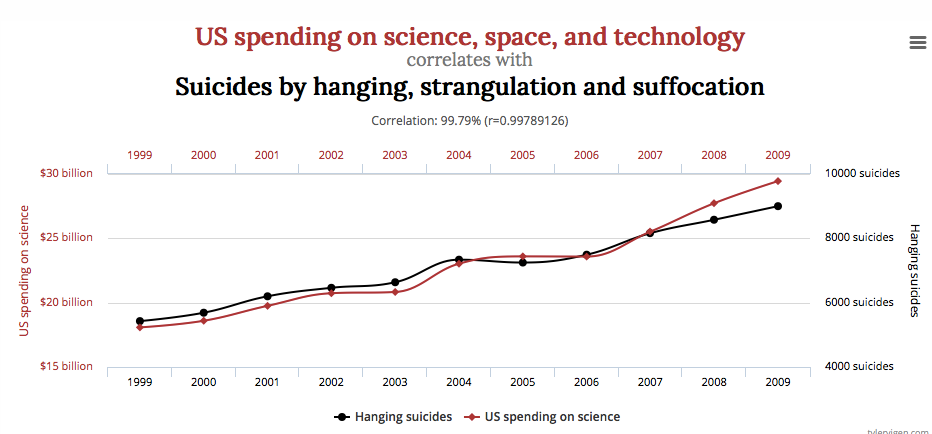 US spending on science, space, and technology
correlates with
Suicides by hanging, strangulation and suffocation
Correlation: 99.79% (r=0.99789126)
1999 2000 2001 2002 2003 2004 2005 2006 2007 2008 2009
$30 billion 10000 suicides
$25 billion 8000 suicides
$20 billion 6000 suicides
$15 billion 4000 suicides
US spending on science
Hanging suicides
1999 2000 2001 2002 2003 2004 2005 2006 2007 2008 2009
Hanging suicides US spending on science
tylervigen.com